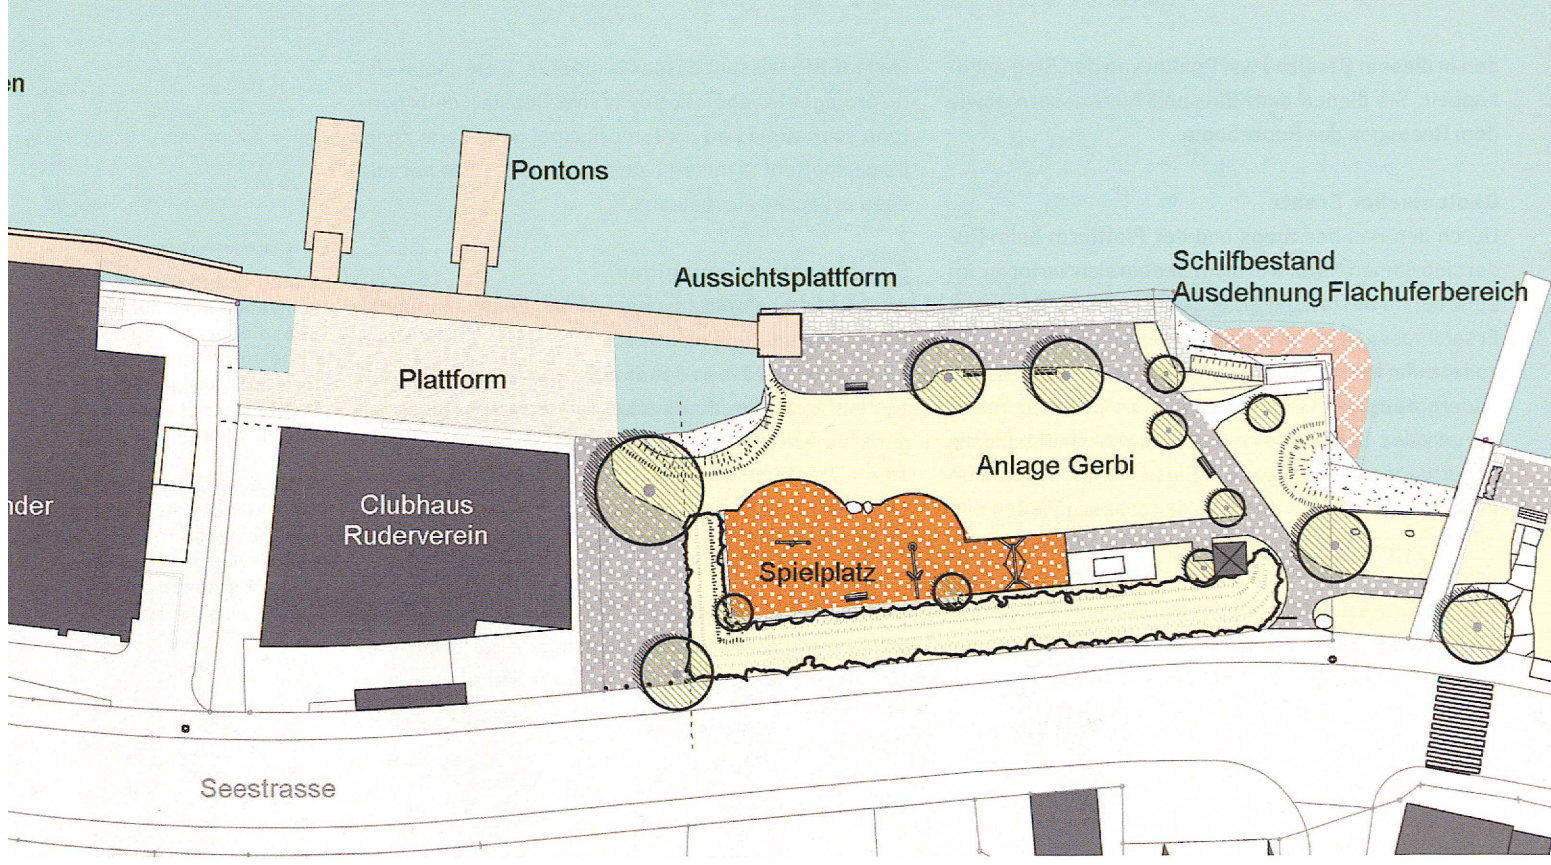 en
Pontons
Aussichtsplattform
Schilfbestand
Ausdehnung Flachuferbereich
Plattform
Anlage Gerbi
nder
Clubhaus
Ruderverein
Spielplatz
Seestrasse